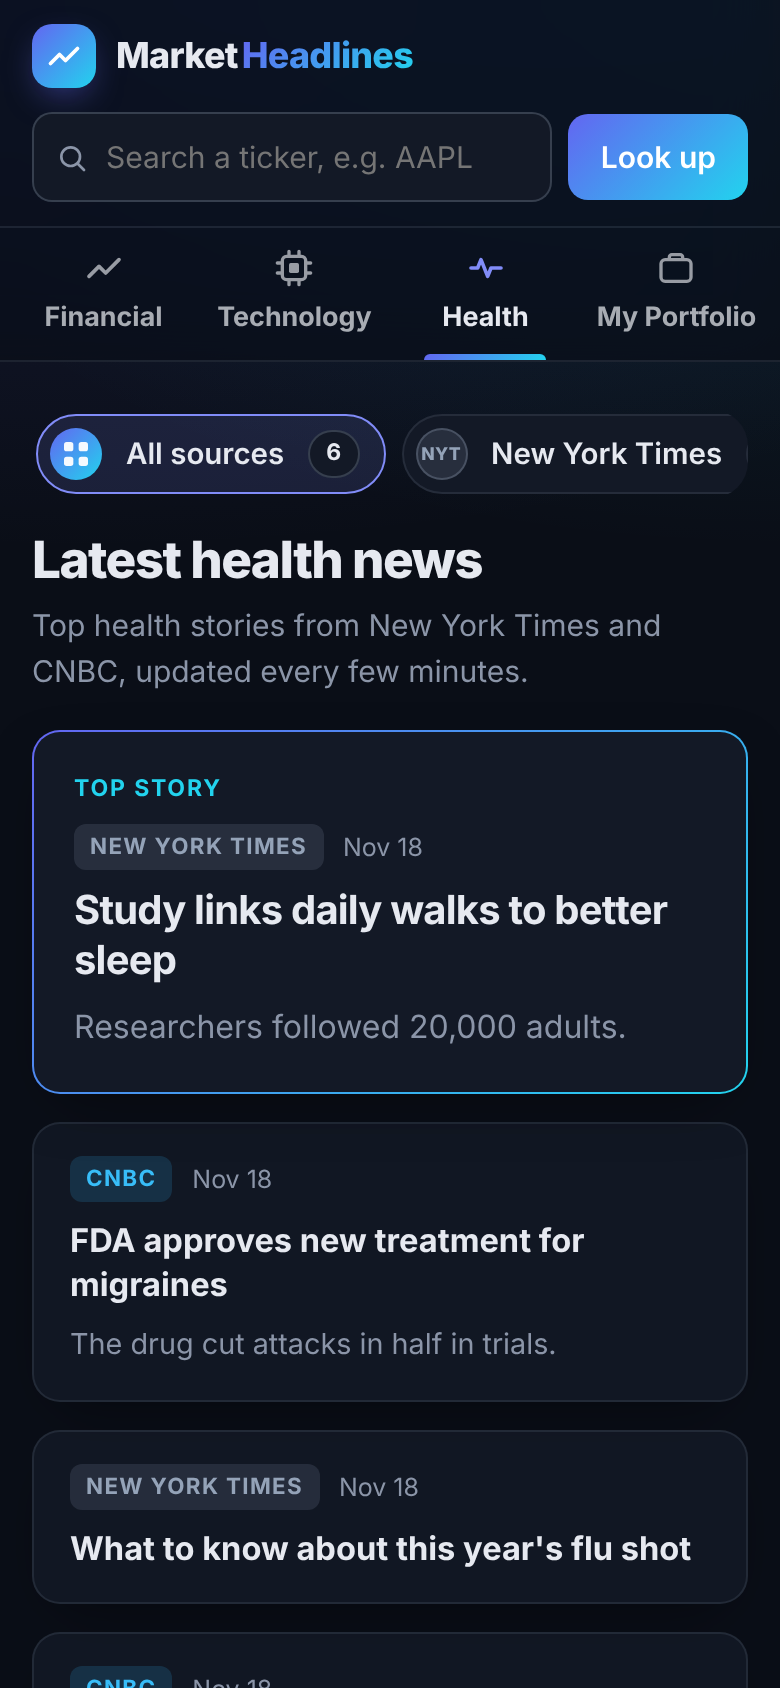 MarketHeadlines
Search a ticker, e.g. AAPL
Look up
Financial
Technology
Health
My Portfolio
All sources 6
NYT New York Times
Latest health news
Top health stories from New York Times and
CNBC, updated every few minutes.
TOP STORY
NEW YORK TIMES Nov 18
Study links daily walks to better
sleep
Researchers followed 20,000 adults.
CNBC Nov 18
FDA approves new treatment for
migraines
The drug cut attacks in half in trials.
NEW YORK TIMES Nov 18
What to know about this year's flu shot
CNBC Nov 18